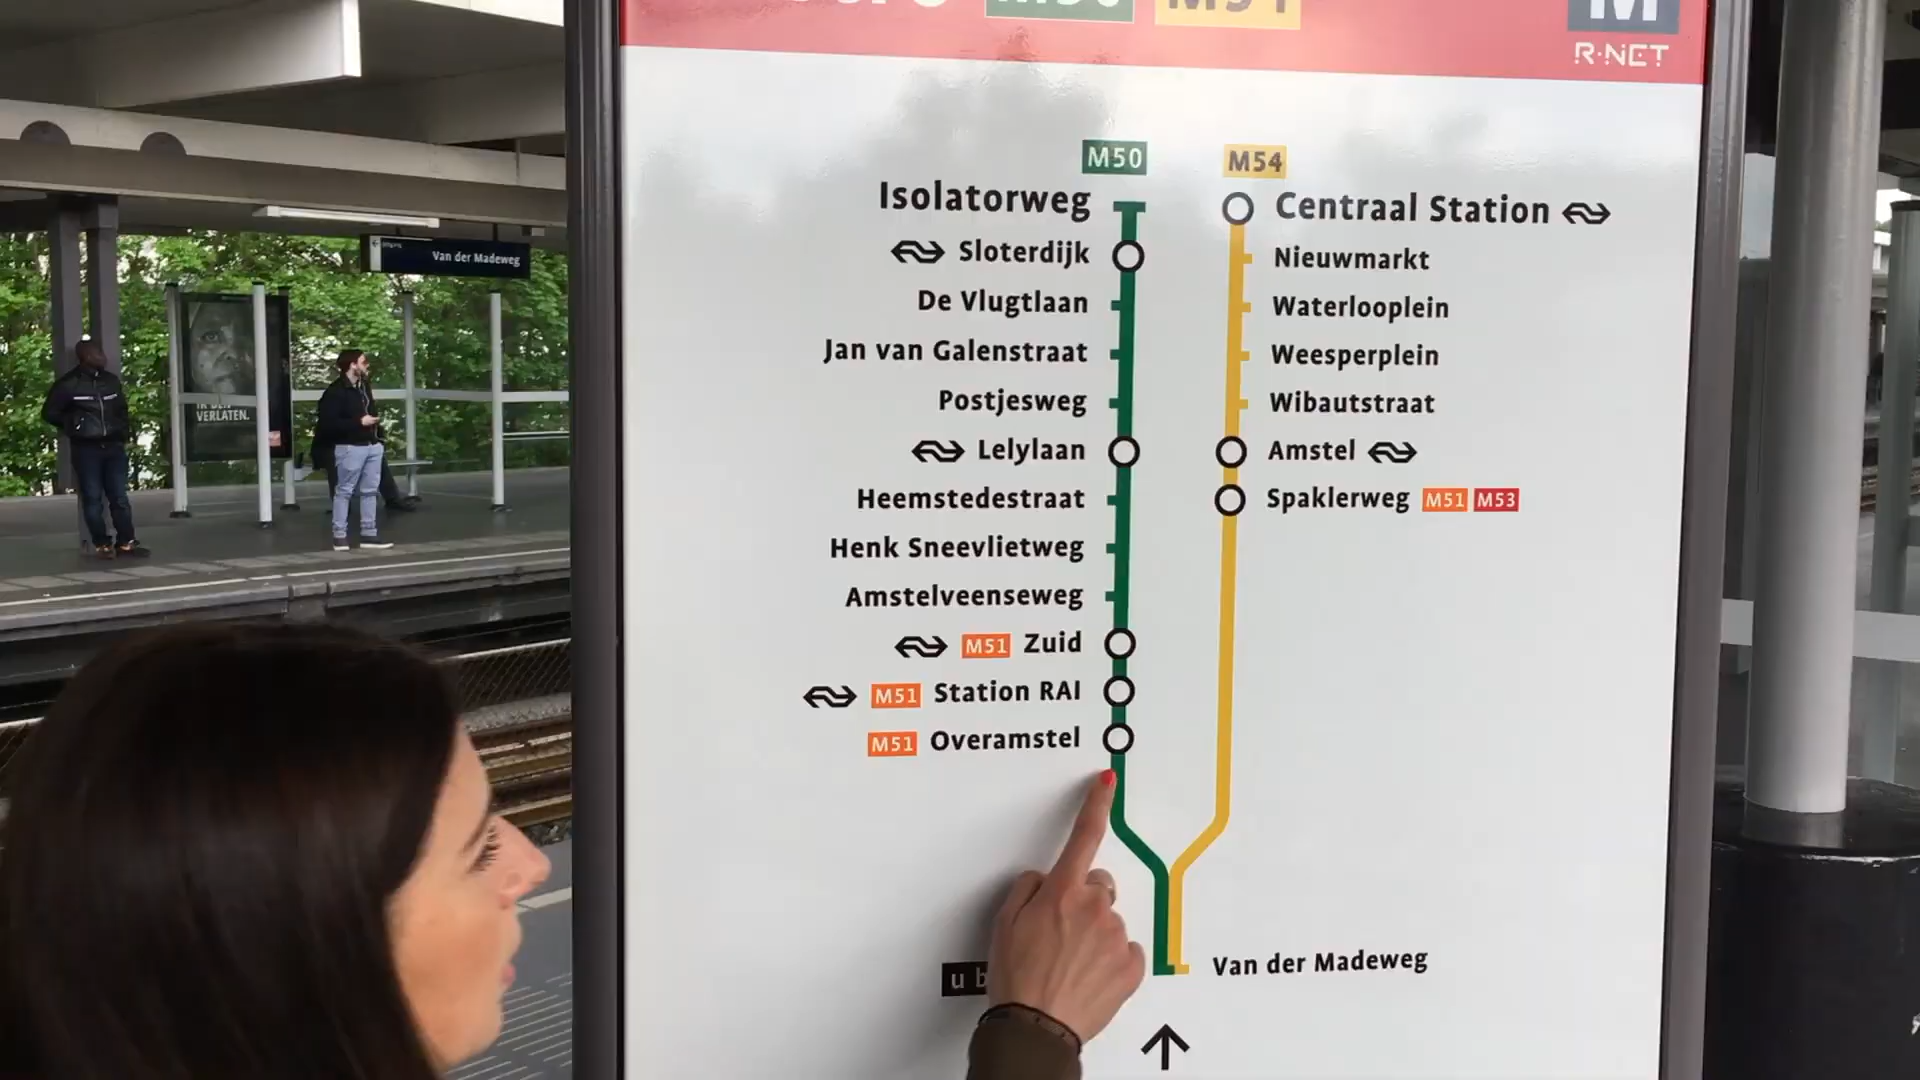 M54
R·NET
M50
M54
Isolatorweg
Centraal Station
Sloterdijk
Nieuwmarkt
De Vlugtlaan
Waterlooplein
Jan van Galenstraat
Weesperplein
Postjesweg
Wibautstraat
Lelylaan
Amstel
Heemstedestraat
Spaklerweg M51 M53
Henk Sneevlietweg
Amstelveenseweg
M51 Zuid
M51 Station RAI
M51 Overamstel
Van der Madeweg
u b
Van der Madeweg
VERLATEN.